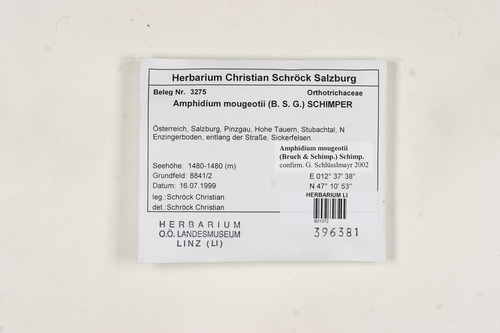 Herbarium Christian Schröck Salzburg
Beleg Nr. 3275 Orthotrichaceae
Amphidium mougeotii (B. S. G.) SCHIMPER
Österreich, Salzburg, Pinzgau, Hohe Tauern, Stubachtal, N
Enzingerboden, entlang der Straße, Sickerfelsen.
Amphidium mougeotii
(Bruch & Schimp.) Schimp.
confirm. G. Schlüsslmayr 2002
Seehöhe: 1480-1480 (m)
Grundfeld: 8841/2 E 012° 37' 38"
Datum: 16.07.1999 N 47° 10' 53"
leg.: Schröck Christian
det.: Schröck Christian
HERBARIUM LI
601072
HERBARIUM
O.Ö. LANDESMUSEUM
LINZ (LI)
396381